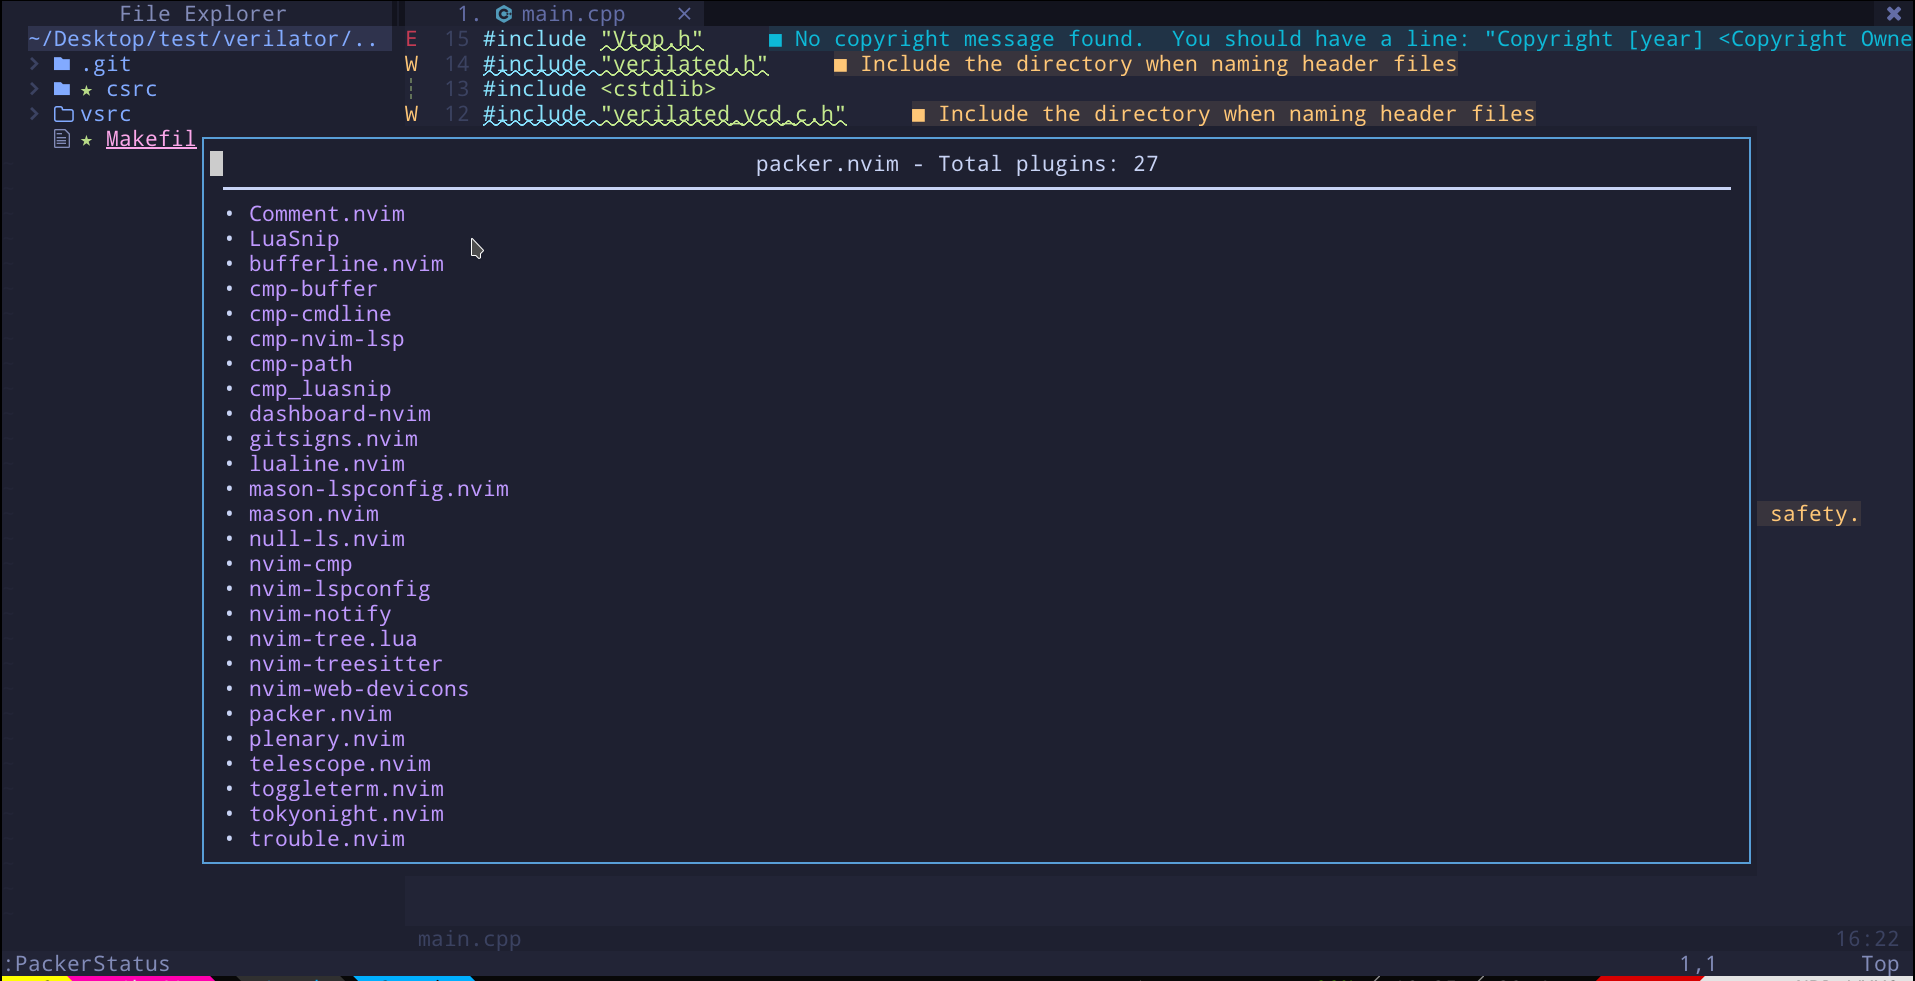 File Explorer 1. main.cpp
~/Desktop/test/verilator/.. E 15 #include "Vtop.h" ■ No copyright message found.  You should have a line: "Copyright [year] <Copyright Owne
.git W 14 #include "verilated.h" ■ Include the directory when naming header files
★ csrc 13 #include <cstdlib>
vsrc W 12 #include "verilated_vcd_c.h" ■ Include the directory when naming header files
★ Makefil
packer.nvim - Total plugins: 27
• Comment.nvim
• LuaSnip
• bufferline.nvim
• cmp-buffer
• cmp-cmdline
• cmp-nvim-lsp
• cmp-path
• cmp_luasnip
• dashboard-nvim
• gitsigns.nvim
• lualine.nvim
• mason-lspconfig.nvim
• mason.nvim
safety.
• null-ls.nvim
• nvim-cmp
• nvim-lspconfig
• nvim-notify
• nvim-tree.lua
• nvim-treesitter
• nvim-web-devicons
• packer.nvim
• plenary.nvim
• telescope.nvim
• toggleterm.nvim
• tokyonight.nvim
• trouble.nvim
main.cpp 16:22
:PackerStatus 1,1 Top